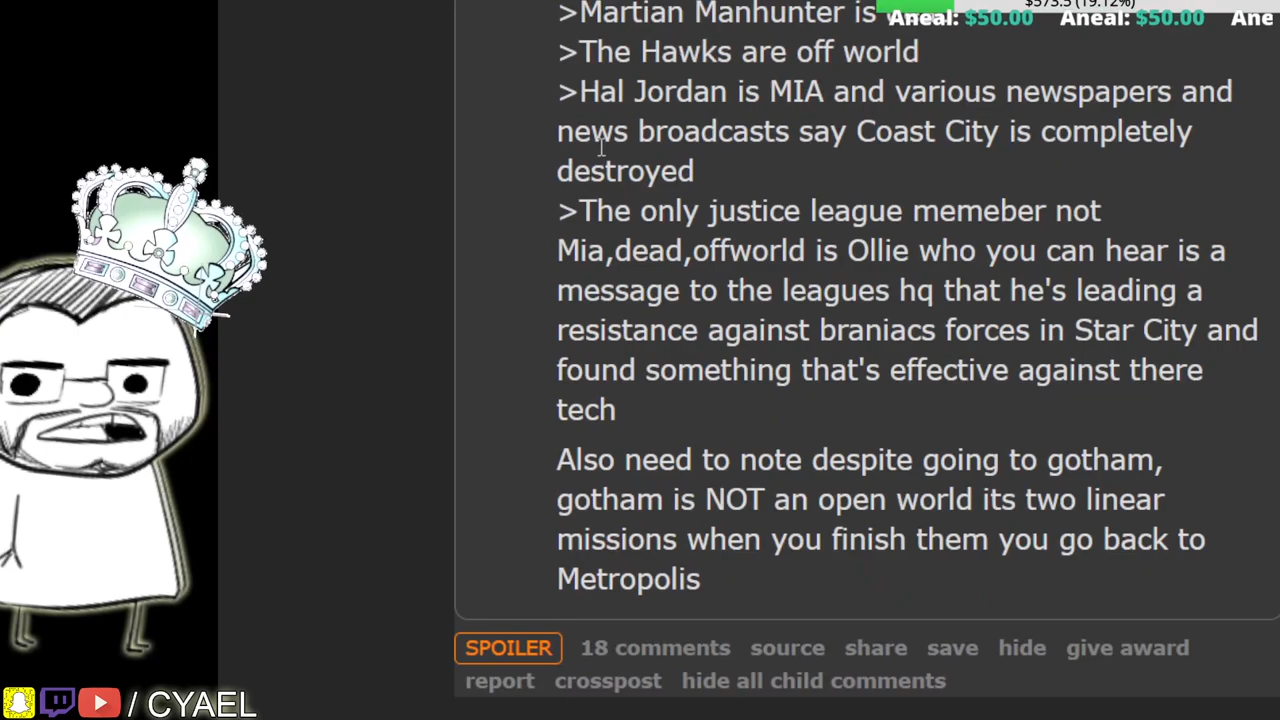 $573.5 (19.12%)
Aneal: $50.00 Aneal: $50.00 Ane
>Martian Manhunter is
>The Hawks are off world
>Hal Jordan is MIA and various newspapers and
news broadcasts say Coast City is completely
destroyed
>The only justice league memeber not
Mia,dead,offworld is Ollie who you can hear is a
message to the leagues hq that he's leading a
resistance against braniacs forces in Star City and
found something that's effective against there
tech
Also need to note despite going to gotham,
gotham is NOT an open world its two linear
missions when you finish them you go back to
Metropolis
SPOILER 18 comments source share save hide give award
report crosspost hide all child comments
/ CYAEL